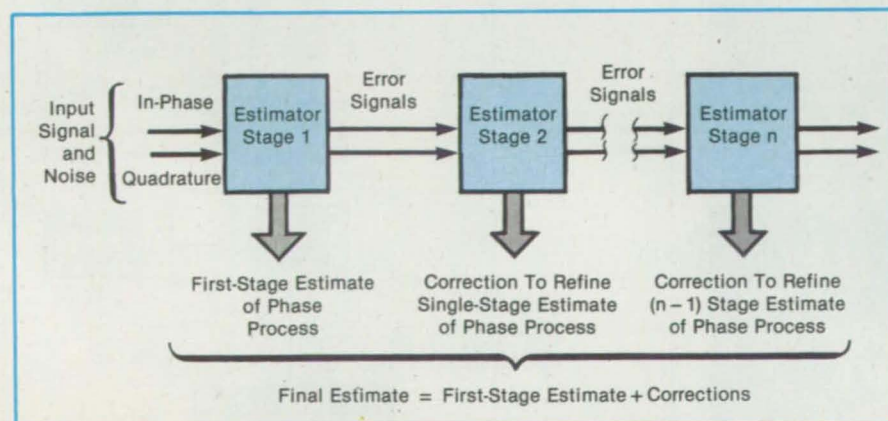 Input
Signal
and
Noise
In-Phase
Quadrature
Estimator
Stage 1
Error
Signals
Estimator
Stage 2
Error
Signals
Estimator
Stage n
First-Stage Estimate
of Phase
Process
Correction To Refine
Single-Stage Estimate
of Phase Process
Correction To Refine
(n – 1) Stage Estimate
of Phase Process
Final Estimate = First-Stage Estimate + Corrections